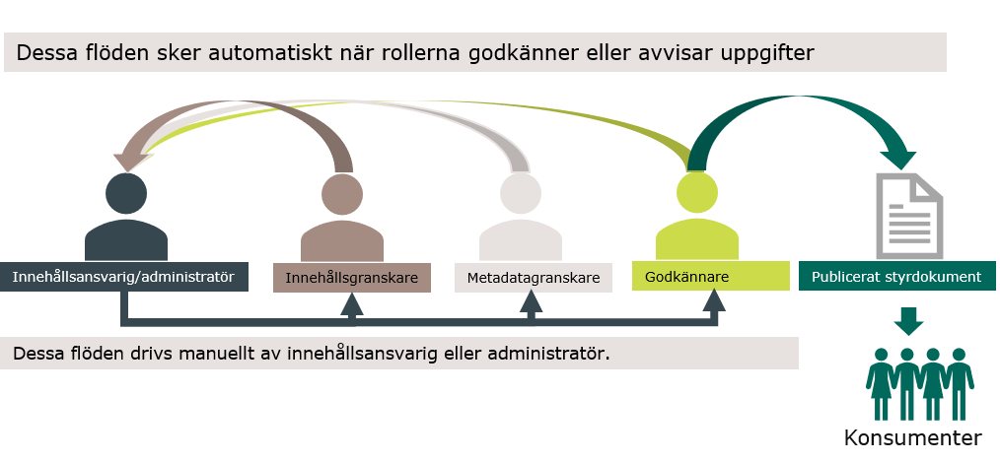 Dessa flöden sker automatiskt när rollerna godkänner eller avvisar uppgifter
Innehållsansvarig/administratör
Innehållsgranskare
Metadatagranskare
Godkännare
Publicerat styrdokument
Dessa flöden drivs manuellt av innehållsansvarig eller administratör.
Konsumenter